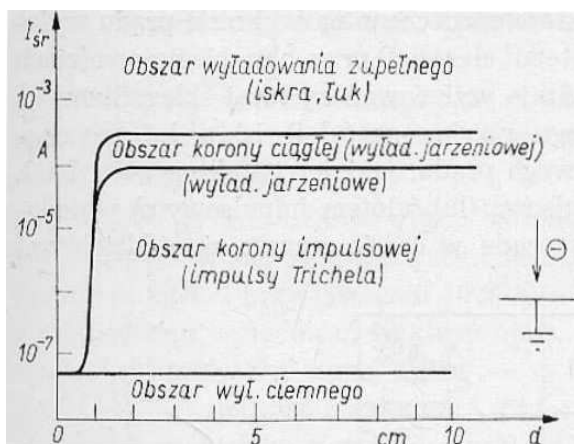 I śr
Obszar wyładowania zupełnego
(iskra, łuk)
10⁻³
A
Obszar korony ciągłej (wyład. jarzeniowej)
(wyład. jarzeniowe)
10⁻⁵
Obszar korony impulsowej
(impulsy Trichela)
⊖
10⁻⁷
Obszar wył. ciemnego
0 5 cm 10 d